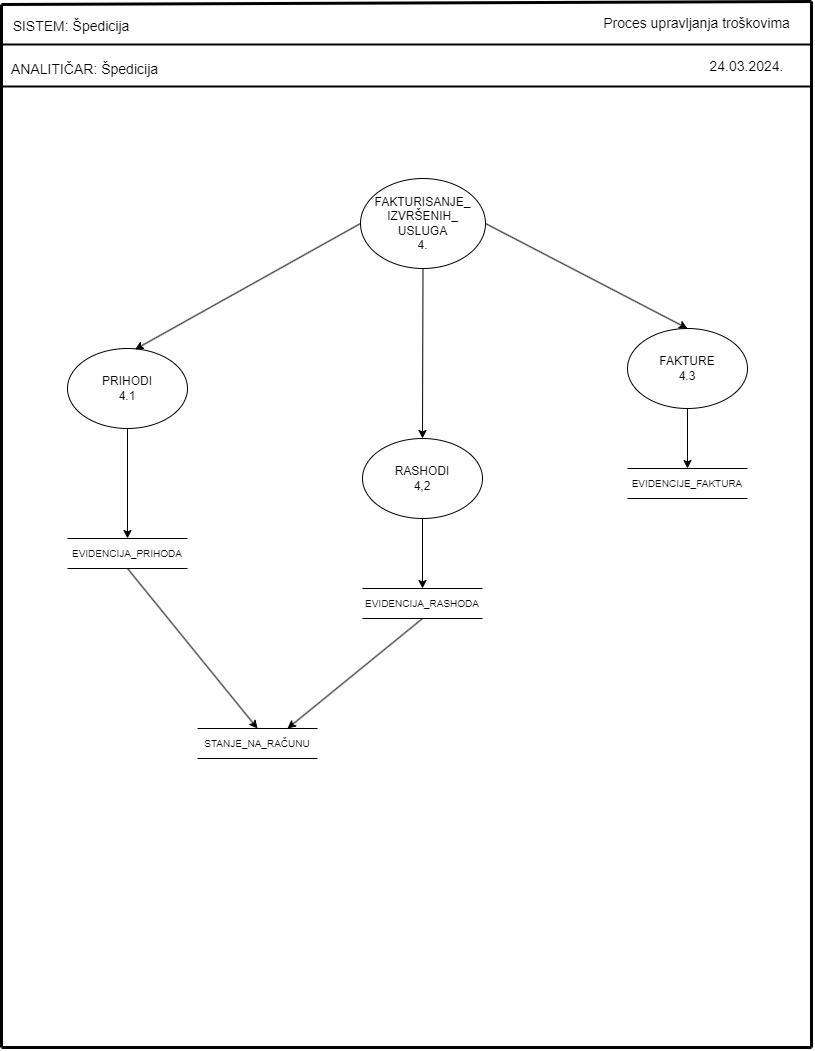 SISTEM: Špedicija
Proces upravljanja troškovima
ANALITIČAR: Špedicija
24.03.2024.
FAKTURISANJE_
IZVRŠENIH_
USLUGA
4.
PRIHODI
4.1
RASHODI
4,2
FAKTURE
4.3
EVIDENCIJE_FAKTURA
EVIDENCIJA_PRIHODA
EVIDENCIJA_RASHODA
STANJE_NA_RAČUNU